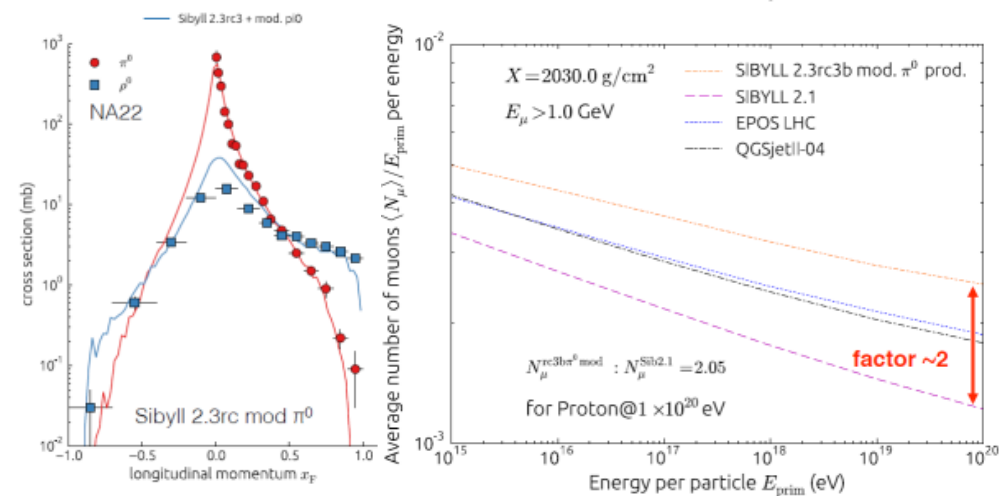 Sibyll 2.3rc3 + mod. pi0
cross section (mb)
10³
10²
10¹
10⁰
10⁻¹
10⁻²
π⁰
ρ⁰
NA22
Sibyll 2.3rc mod π⁰
−1.0 −0.5 0.0 0.5 1.0
longitudinal momentum x_F
Average number of muons ⟨N_μ⟩/E_prim per energy
10⁻²
10⁻³
X = 2030.0 g/cm²
E_μ > 1.0 GeV
SIBYLL 2.3rc3b mod. π⁰ prod.
SIBYLL 2.1
EPOS LHC
QGSjetII-04
factor ~2
N_μ^rc3bπ⁰mod : N_μ^Sib2.1 = 2.05
for Proton@1 ×10²⁰ eV
10¹⁵ 10¹⁶ 10¹⁷ 10¹⁸ 10¹⁹ 10²⁰
Energy per particle E_prim (eV)